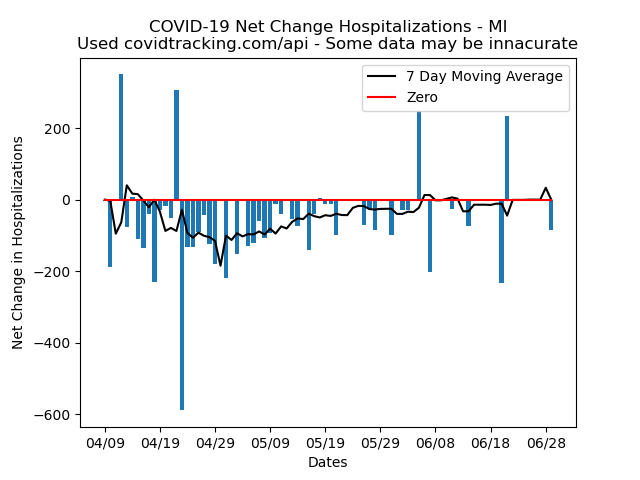 COVID-19 Net Change Hospitalizations - MI
Used covidtracking.com/api - Some data may be innacurate
7 Day Moving Average
Zero
Net Change in Hospitalizations
200
0
−200
−400
−600
04/09 04/19 04/29 05/09 05/19 05/29 06/08 06/18 06/28
Dates